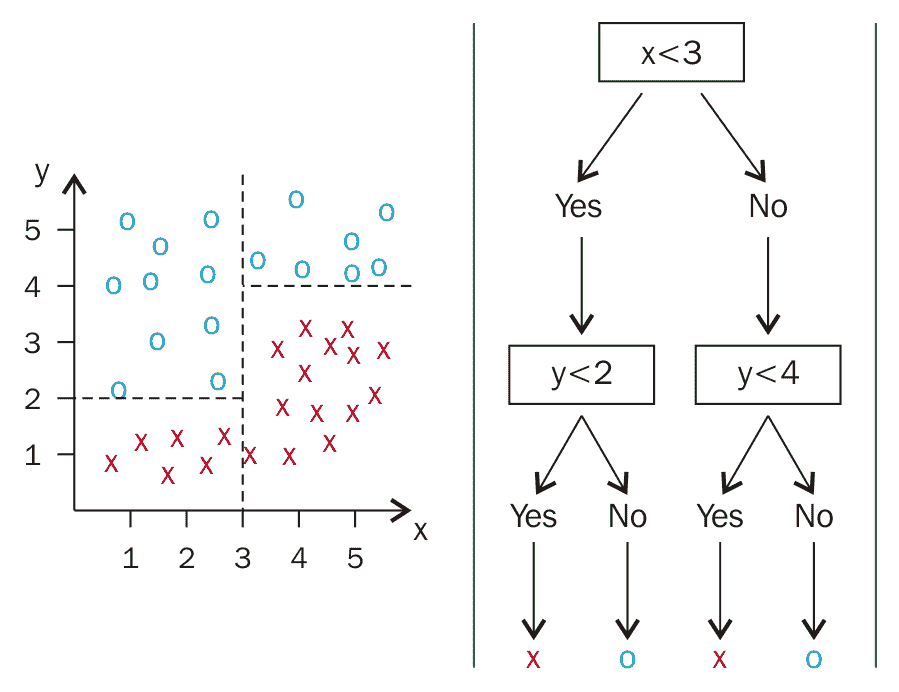 y
5
4
3
2
1
1 2 3 4 5
x
x<3
Yes No
y<2 y<4
Yes No Yes No
x o x o